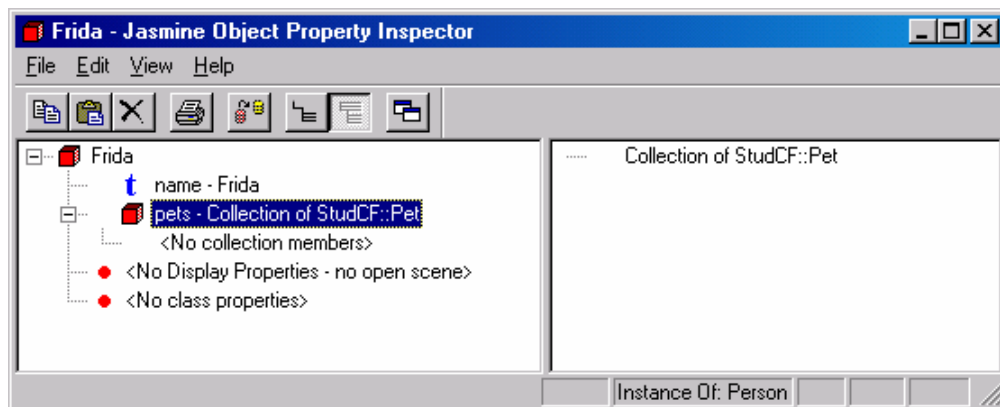 Frida - Jasmine Object Property Inspector
File Edit View Help
Frida
t name - Frida
pets - Collection of StudCF::Pet
<No collection members>
<No Display Properties - no open scene>
<No class properties>
Collection of StudCF::Pet
Instance Of: Person